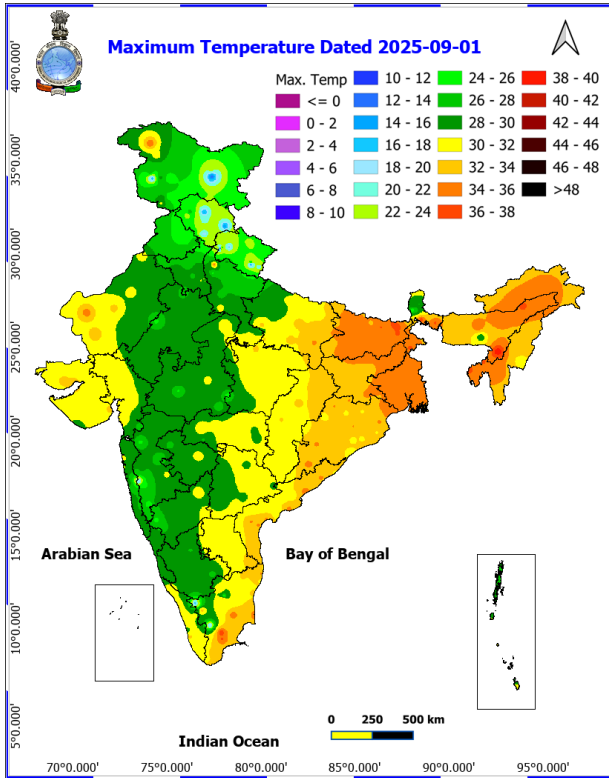 Maximum Temperature Dated 2025-09-01
Max. Temp
<= 0
0 - 2
2 - 4
4 - 6
6 - 8
8 - 10
10 - 12
12 - 14
14 - 16
16 - 18
18 - 20
20 - 22
22 - 24
24 - 26
26 - 28
28 - 30
30 - 32
32 - 34
34 - 36
36 - 38
38 - 40
40 - 42
42 - 44
44 - 46
46 - 48
>48
40°0.000'
35°0.000'
30°0.000'
25°0.000'
20°0.000'
15°0.000'
10°0.000'
5°0.000'
Arabian Sea
Bay of Bengal
Indian Ocean
0 250 500 km
70°0.000' 75°0.000' 80°0.000' 85°0.000' 90°0.000' 95°0.000'